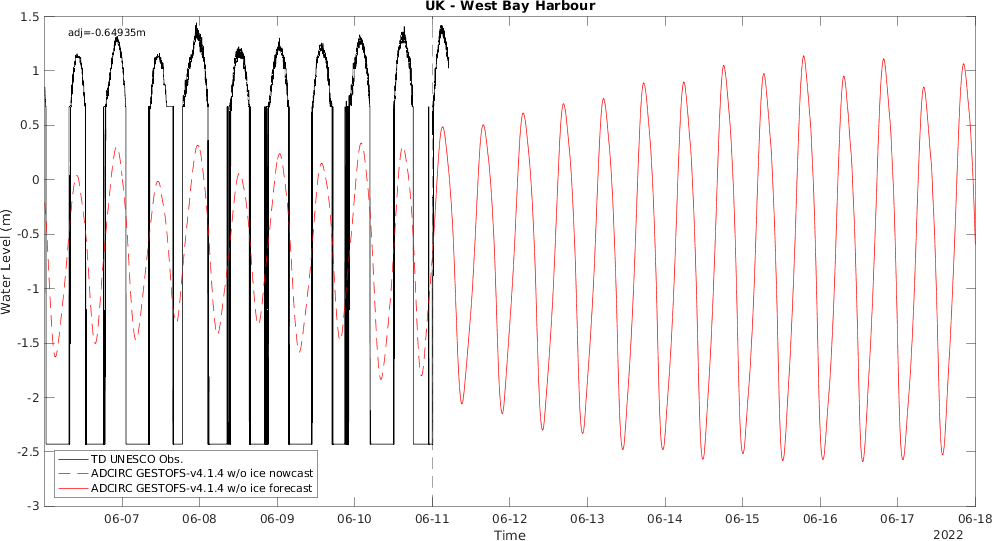 UK - West Bay Harbour
adj=-0.64935m
1.5
1
0.5
0
-0.5
-1
-1.5
-2
-2.5
-3
Water Level (m)
TD UNESCO Obs.
ADCIRC GESTOFS-v4.1.4 w/o ice nowcast
ADCIRC GESTOFS-v4.1.4 w/o ice forecast
06-07 06-08 06-09 06-10 06-11 06-12 06-13 06-14 06-15 06-16 06-17 06-18
Time
2022